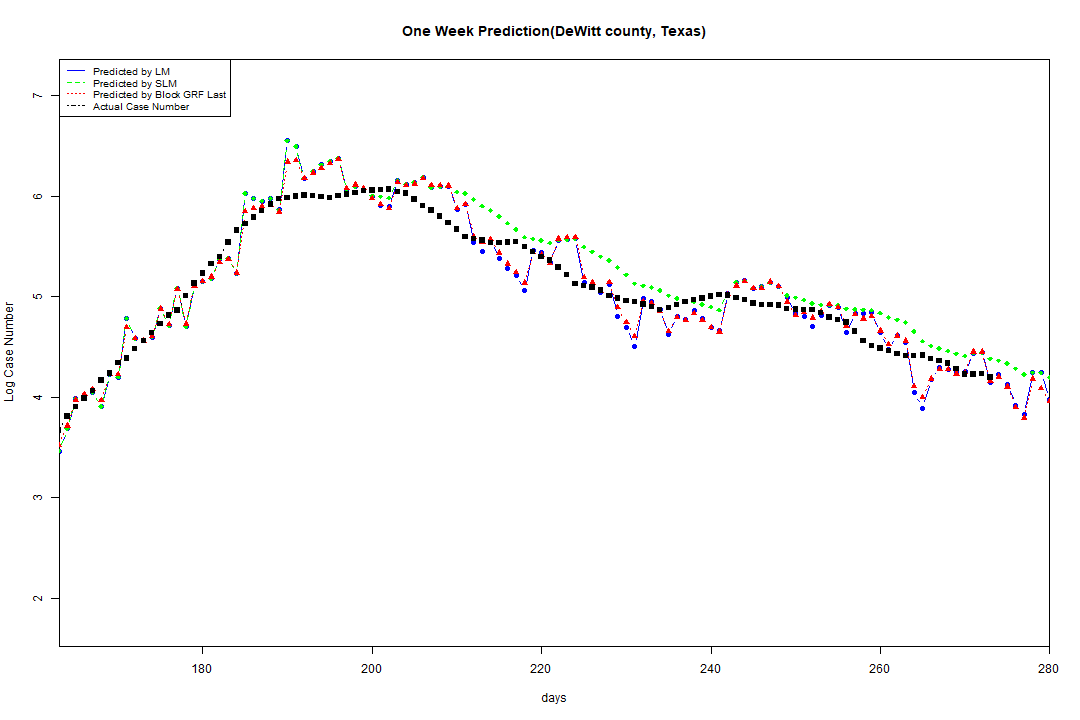 One Week Prediction(DeWitt county, Texas)
Predicted by LM
Predicted by SLM
Predicted by Block GRF Last
Actual Case Number
7
6
5
4
3
2
Log Case Number
180 200 220 240 260 280
days